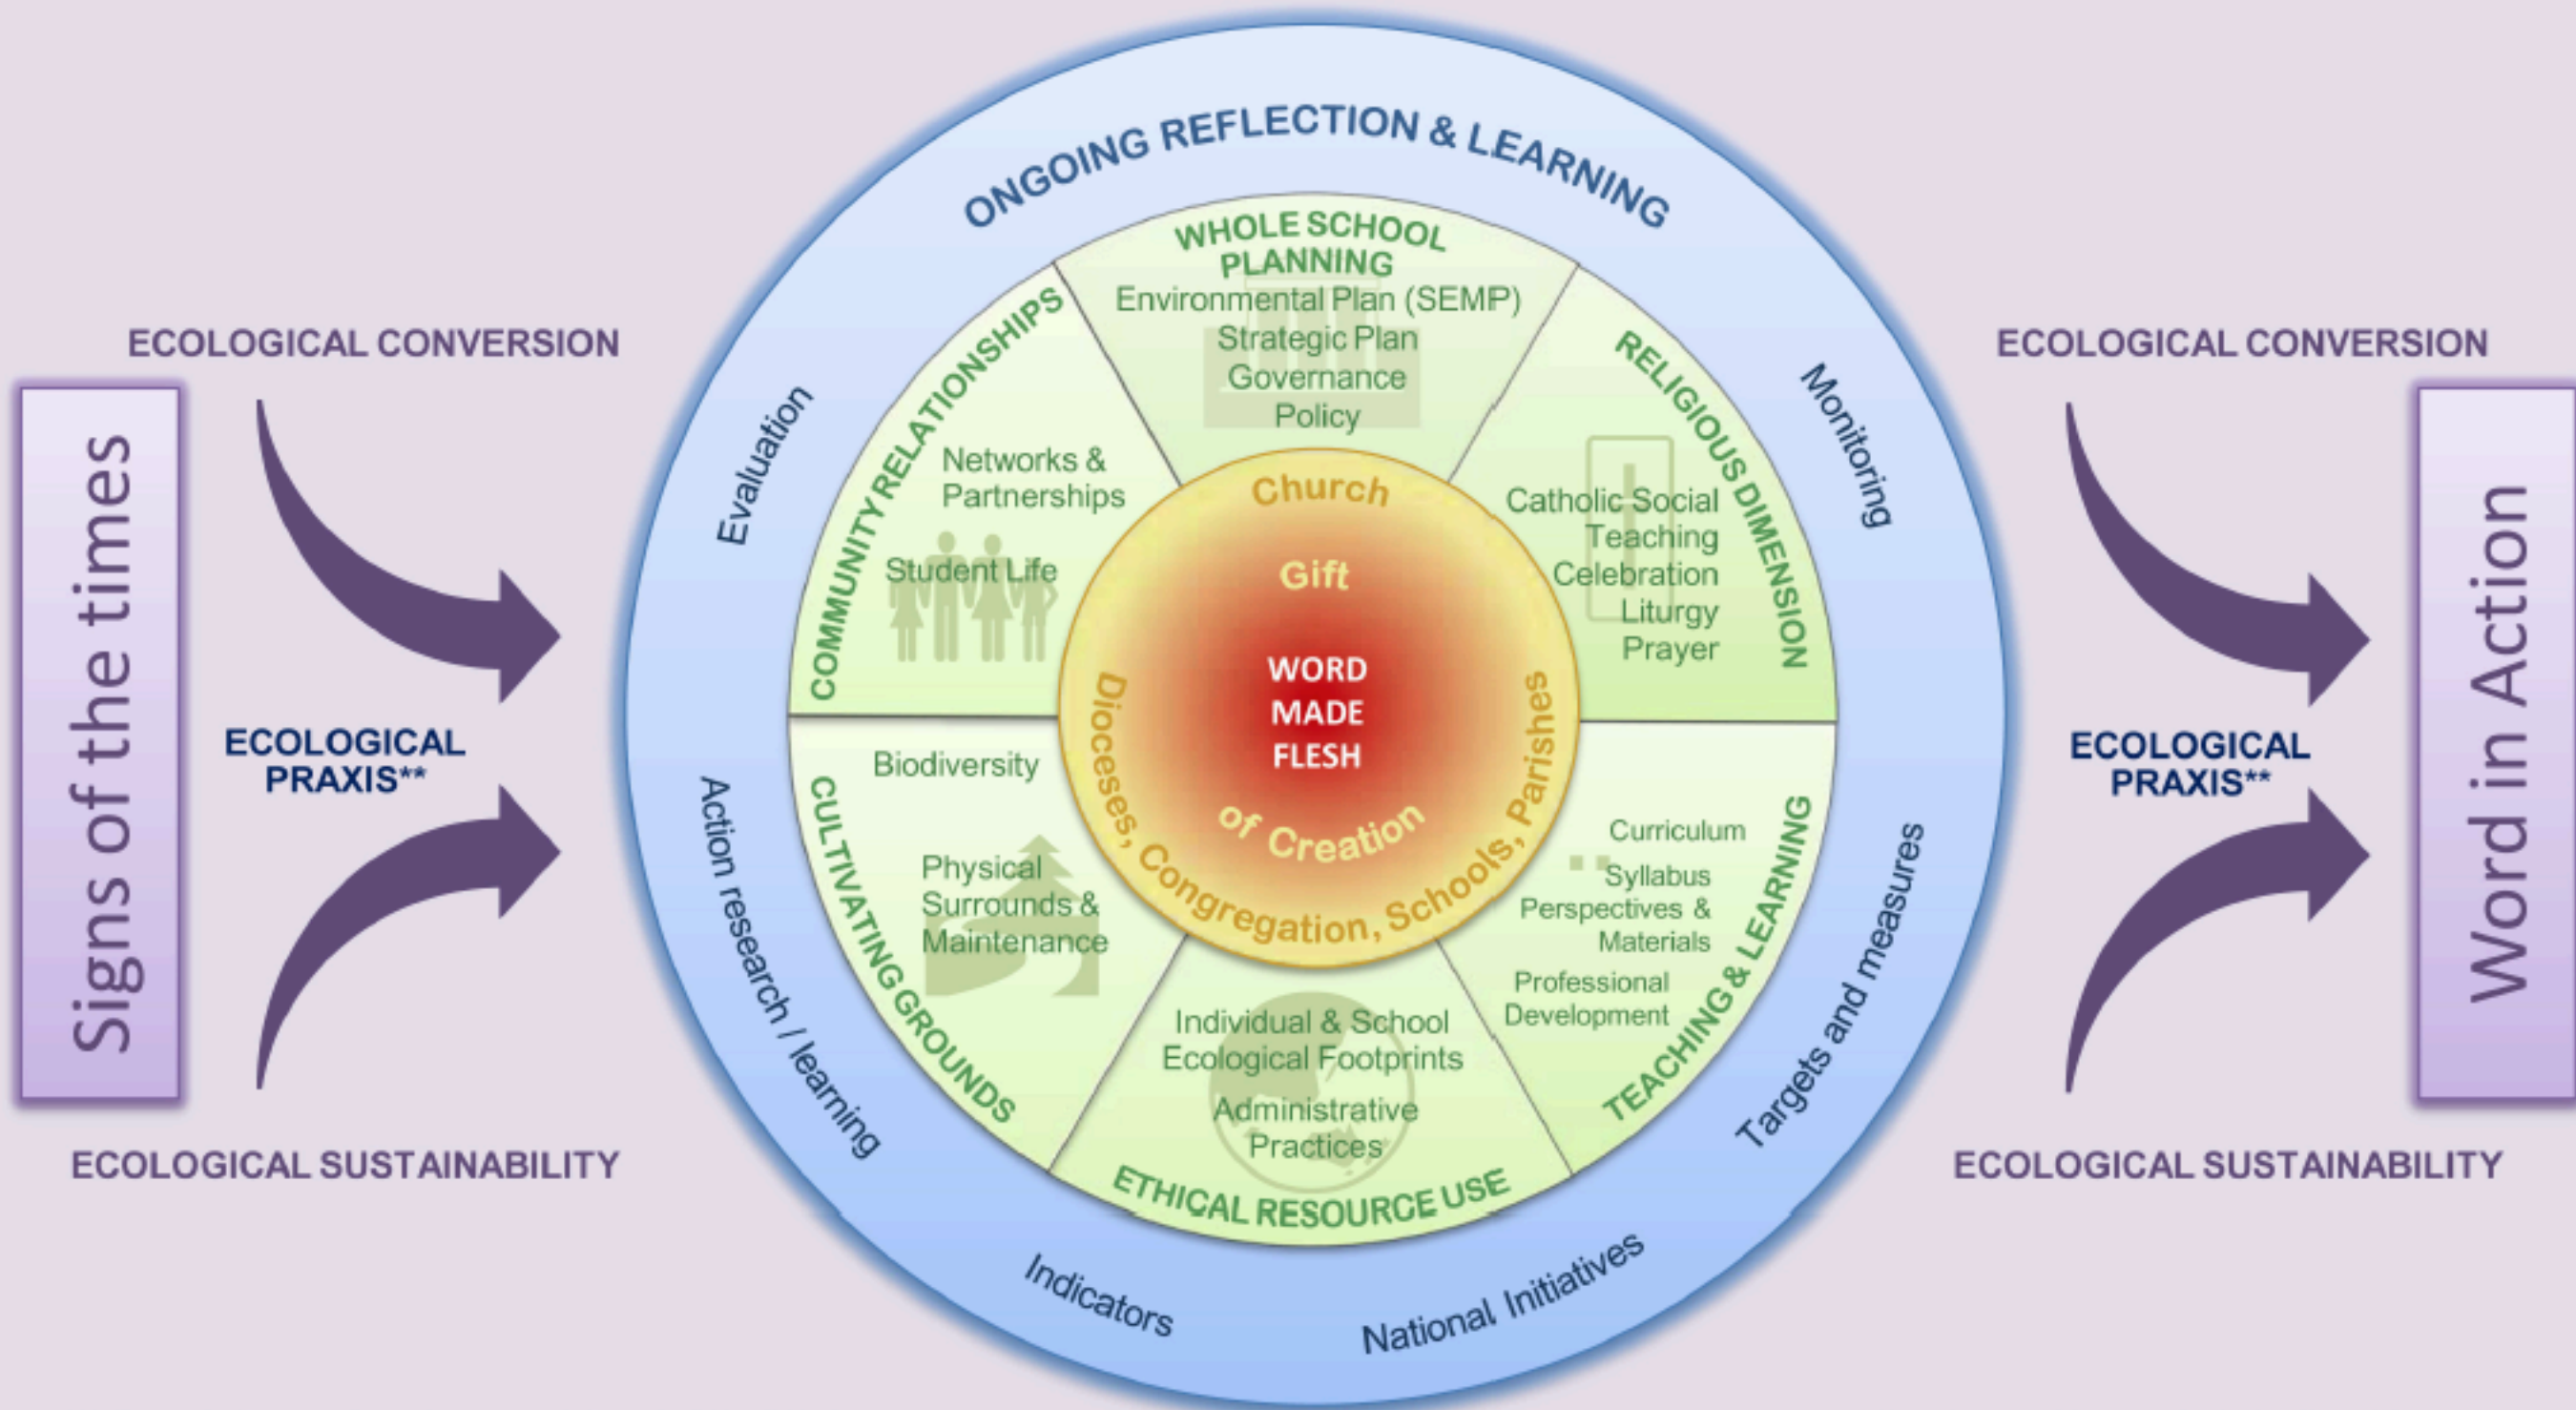 Signs of the times
ECOLOGICAL CONVERSION
ECOLOGICAL
PRAXIS**
ECOLOGICAL SUSTAINABILITY
ONGOING REFLECTION & LEARNING
Monitoring
Targets and measures
National Initiatives
Indicators
Action research / learning
Evaluation
WHOLE SCHOOL
PLANNING
Environmental Plan (SEMP)
Strategic Plan
Governance
Policy
RELIGIOUS DIMENSION
Catholic Social
Teaching
Celebration
Liturgy
Prayer
TEACHING & LEARNING
Curriculum
Syllabus
Perspectives &
Materials
Professional
Development
ETHICAL RESOURCE USE
Individual & School
Ecological Footprints
Administrative
Practices
CULTIVATING GROUNDS
Biodiversity
Physical
Surrounds &
Maintenance
COMMUNITY RELATIONSHIPS
Networks &
Partnerships
Student Life
Church
Dioceses, Congregation, Schools, Parishes
Gift
of Creation
WORD
MADE
FLESH
ECOLOGICAL CONVERSION
ECOLOGICAL
PRAXIS**
ECOLOGICAL SUSTAINABILITY
Word in Action